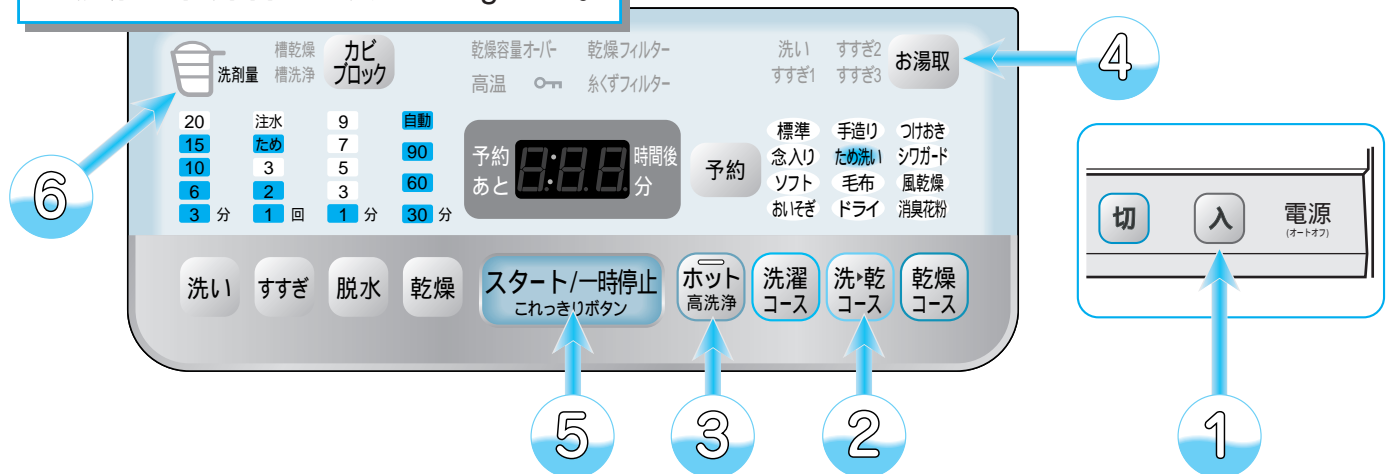 槽乾燥
槽洗浄
洗剤量
カビ
ブロック
乾燥容量オーバー 乾燥フィルター
高温 糸くずフィルター
洗い すすぎ2
すすぎ1 すすぎ3
お湯取
4
6
20 注水 9 自動
15 ため 7 90
10 3 5
6 2 3 60
3 分 1 回 1 分 30 分
予約 8:88 時間後
あと 分
予約
標準 手造り つけおき
念入り ため洗い シワガード
ソフト 毛布 風乾燥
おいそぎ ドライ 消臭花粉
切 入 電源
(オートオフ)
洗い すすぎ 脱水 乾燥
スタート/一時停止
これっきりボタン
ホット
高洗浄
洗濯
コース
洗▸乾
コース
乾燥
コース
5 3 2 1